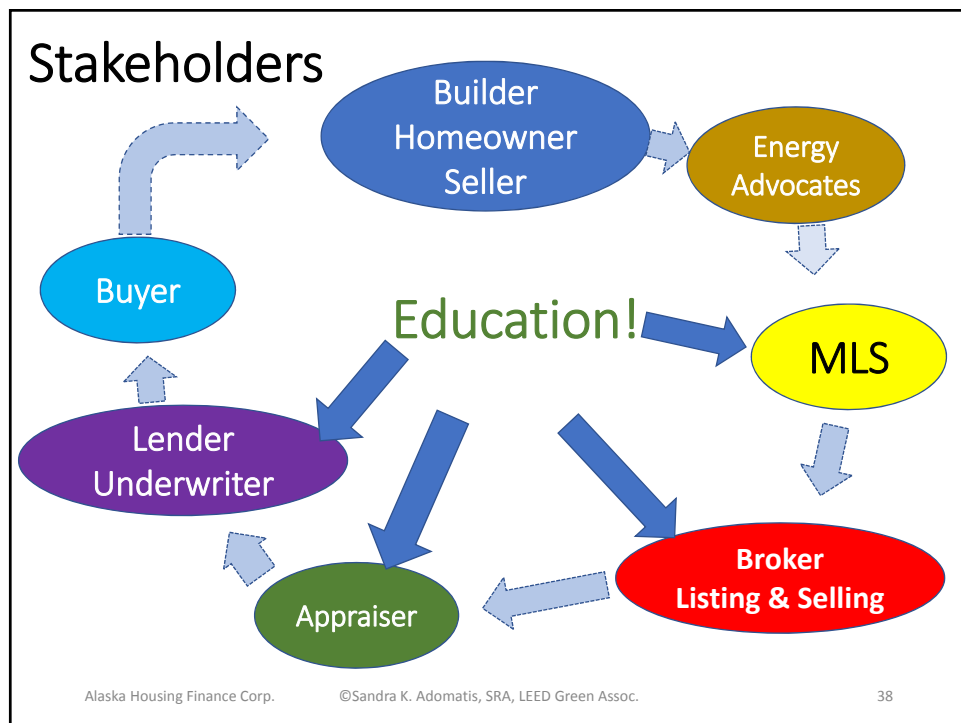 Stakeholders
Builder
Homeowner
Seller
Energy
Advocates
Buyer
Education!
MLS
Lender
Underwriter
Broker
Listing & Selling
Appraiser
Alaska Housing Finance Corp. ©Sandra K. Adomatis, SRA, LEED Green Assoc. 38